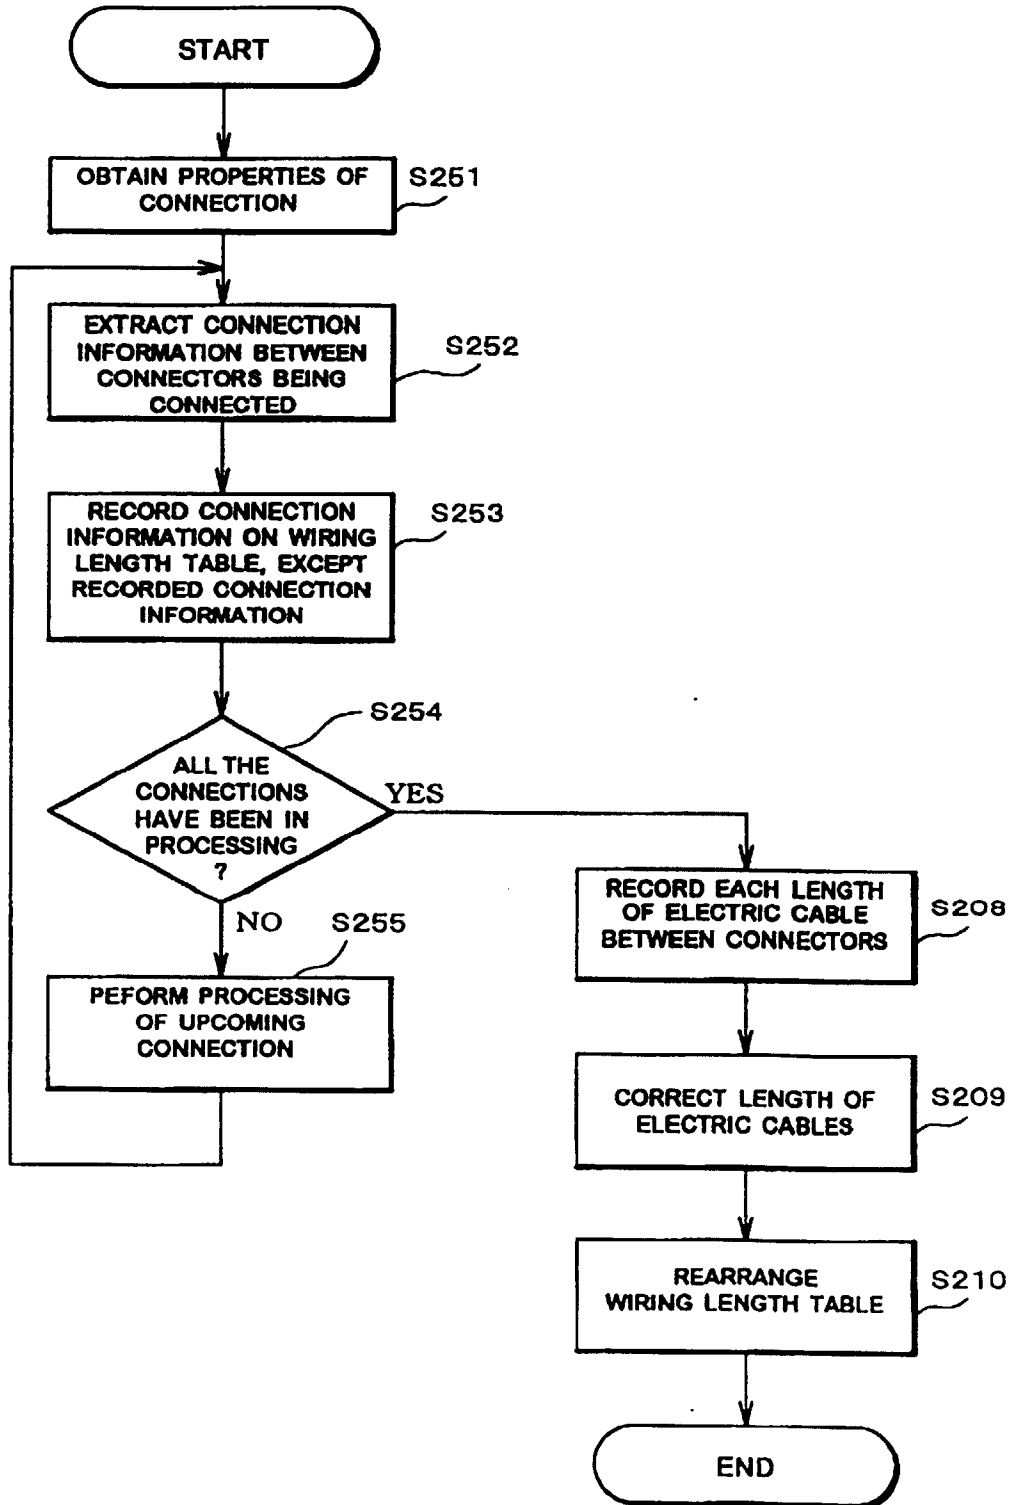 START
OBTAIN PROPERTIES OF
CONNECTION
S251
EXTRACT CONNECTION
INFORMATION BETWEEN
CONNECTORS BEING
CONNECTED
S252
RECORD CONNECTION
INFORMATION ON WIRING
LENGTH TABLE, EXCEPT
RECORDED CONNECTION
INFORMATION
S253
S254
ALL THE
CONNECTIONS
HAVE BEEN IN
PROCESSING
?
YES
NO
S255
PEFORM PROCESSING
OF UPCOMING
CONNECTION
RECORD EACH LENGTH
OF ELECTRIC CABLE
BETWEEN CONNECTORS
S208
CORRECT LENGTH OF
ELECTRIC CABLES
S209
REARRANGE
WIRING LENGTH TABLE
S210
END